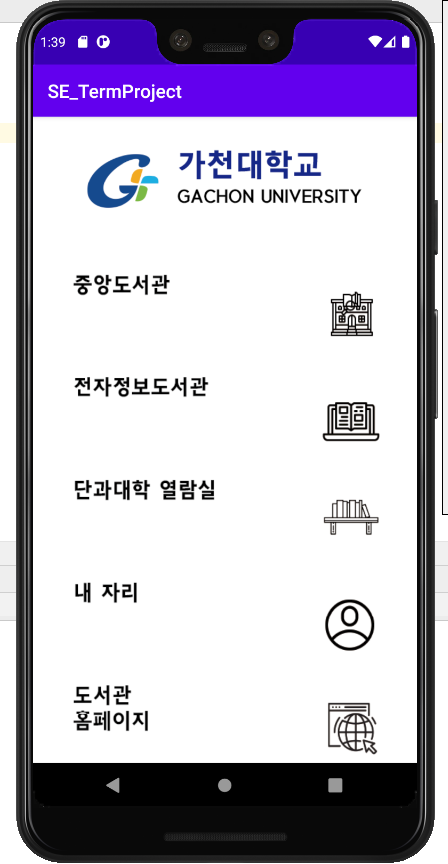 1:39
SE_TermProject
가천대학교
GACHON UNIVERSITY
중앙도서관
전자정보도서관
단과대학 열람실
내 자리
도서관
홈페이지